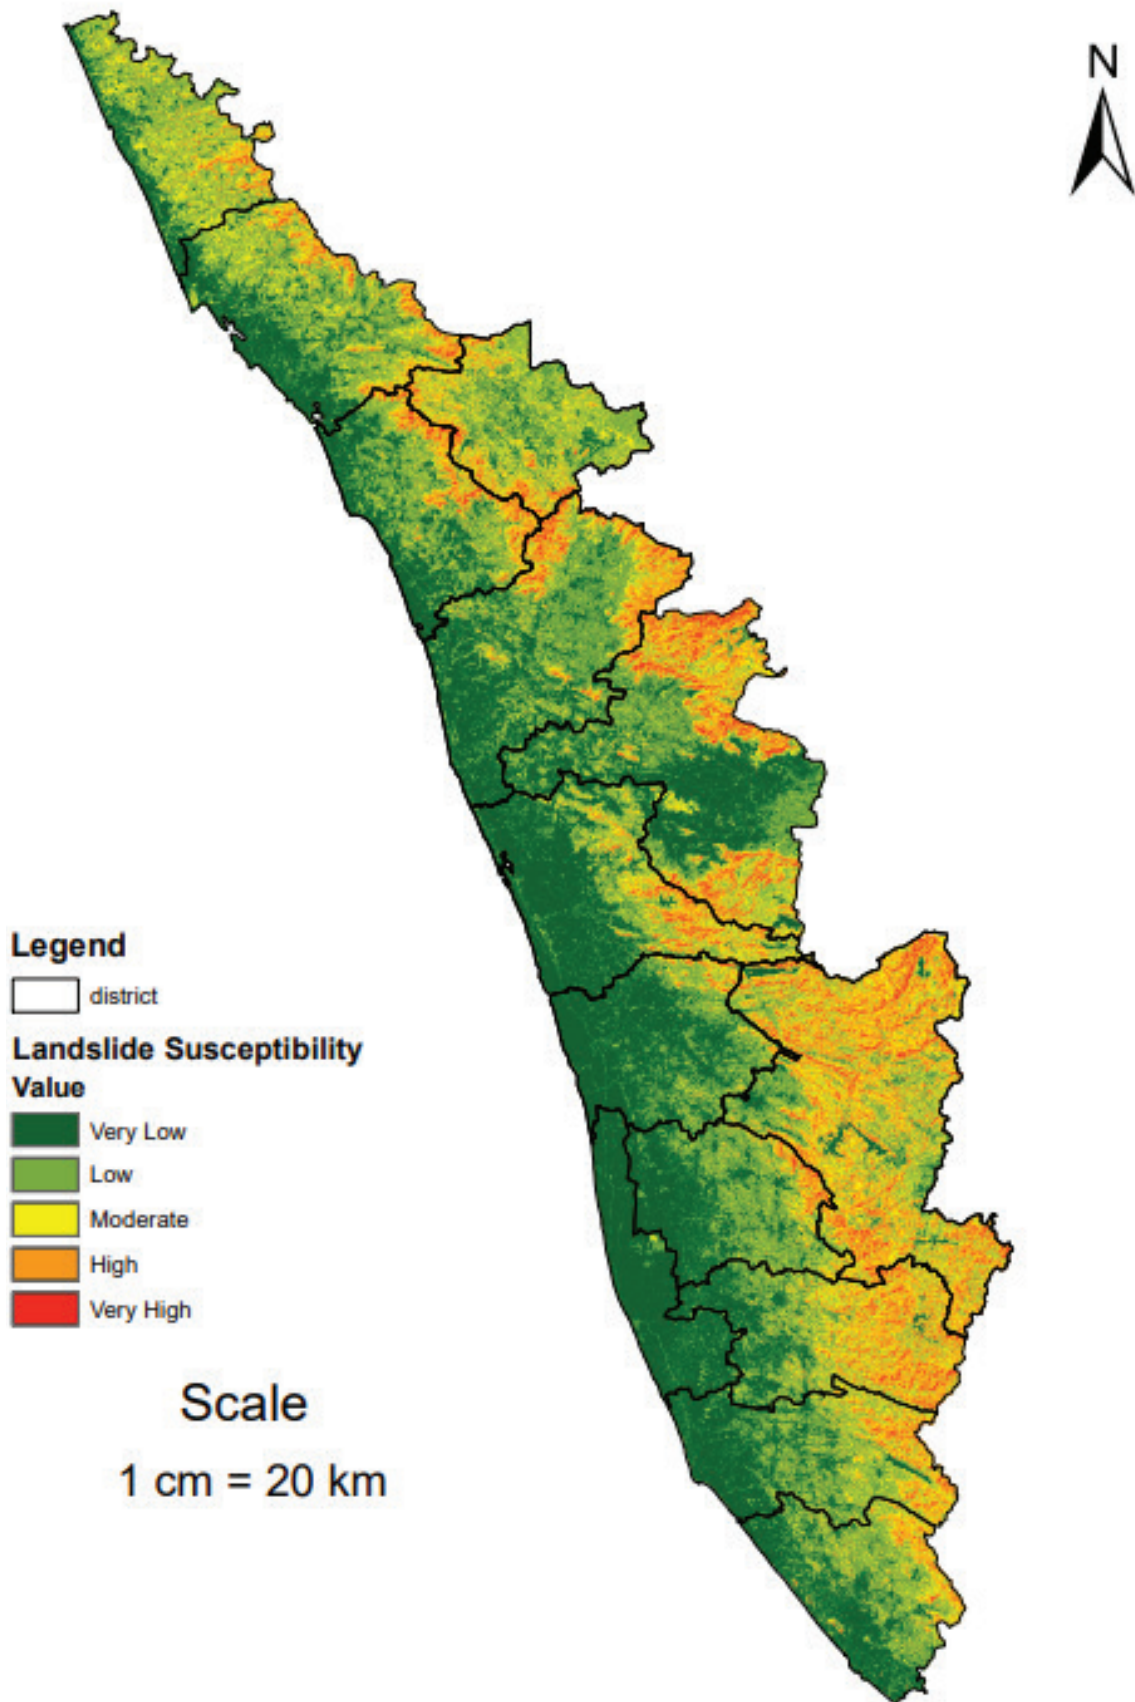 N
Legend
district
Landslide Susceptibility
Value
Very Low
Low
Moderate
High
Very High
Scale
1 cm = 20 km